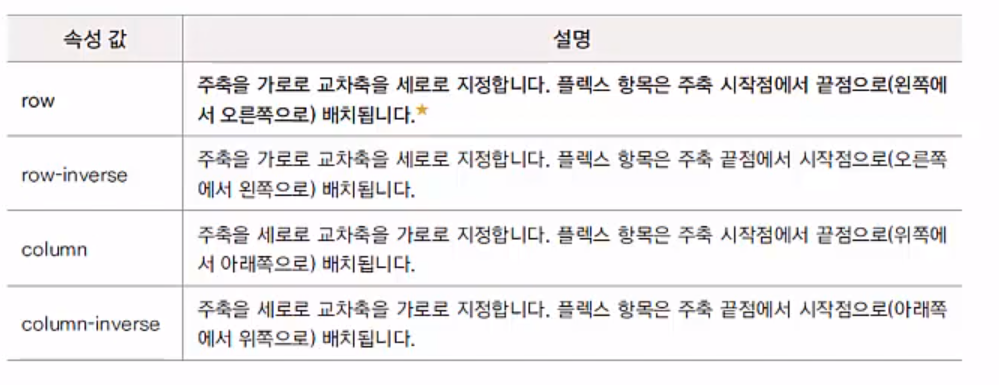 속성 값 설명
row 주축을 가로로 교차축을 세로로 지정합니다. 플렉스 항목은 주축 시작점에서 끝점으로(왼쪽에
서 오른쪽으로) 배치됩니다.★
row-inverse 주축을 가로로 교차축을 세로로 지정합니다. 플렉스 항목은 주축 끝점에서 시작점으로(오른쪽
에서 왼쪽으로) 배치됩니다.
column 주축을 세로로 교차축을 가로로 지정합니다. 플렉스 항목은 주축 시작점에서 끝점으로(위쪽에
서 아래쪽으로) 배치됩니다.
column-inverse 주축을 세로로 교차축을 가로로 지정합니다. 플렉스 항목은 주축 끝점에서 시작점으로(아래쪽
에서 위쪽으로) 배치됩니다.